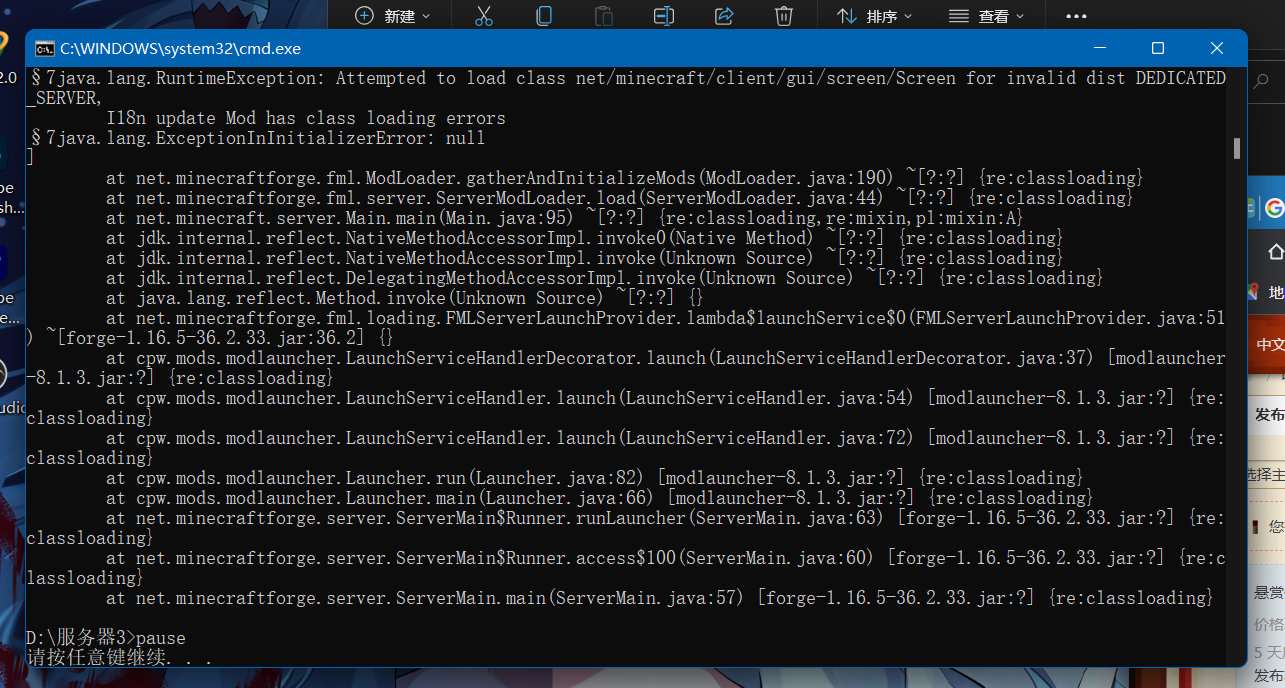 新建
排序
查看
C:\WINDOWS\system32\cmd.exe
2.0
§7java.lang.RuntimeException: Attempted to load class net/minecraft/client/gui/screen/Screen for invalid dist DEDICATED
_SERVER,
I18n update Mod has class loading errors
§7java.lang.ExceptionInInitializerError: null
]
at net.minecraftforge.fml.ModLoader.gatherAndInitializeMods(ModLoader.java:190) ~[?:?] {re:classloading}
at net.minecraftforge.fml.server.ServerModLoader.load(ServerModLoader.java:44) ~[?:?] {re:classloading}
at net.minecraft.server.Main.main(Main.java:95) ~[?:?] {re:classloading,re:mixin,pl:mixin:A}
at jdk.internal.reflect.NativeMethodAccessorImpl.invoke0(Native Method) ~[?:?] {re:classloading}
at jdk.internal.reflect.NativeMethodAccessorImpl.invoke(Unknown Source) ~[?:?] {re:classloading}
at jdk.internal.reflect.DelegatingMethodAccessorImpl.invoke(Unknown Source) ~[?:?] {re:classloading}
at java.lang.reflect.Method.invoke(Unknown Source) ~[?:?] {}
at net.minecraftforge.fml.loading.FMLServerLaunchProvider.lambda$launchService$0(FMLServerLaunchProvider.java:51
) ~[forge-1.16.5-36.2.33.jar:36.2] {}
at cpw.mods.modlauncher.LaunchServiceHandlerDecorator.launch(LaunchServiceHandlerDecorator.java:37) [modlauncher
-8.1.3.jar:?] {re:classloading}
at cpw.mods.modlauncher.LaunchServiceHandler.launch(LaunchServiceHandler.java:54) [modlauncher-8.1.3.jar:?] {re:
classloading}
at cpw.mods.modlauncher.LaunchServiceHandler.launch(LaunchServiceHandler.java:72) [modlauncher-8.1.3.jar:?] {re:
classloading}
at cpw.mods.modlauncher.Launcher.run(Launcher.java:82) [modlauncher-8.1.3.jar:?] {re:classloading}
at cpw.mods.modlauncher.Launcher.main(Launcher.java:66) [modlauncher-8.1.3.jar:?] {re:classloading}
at net.minecraftforge.server.ServerMain$Runner.runLauncher(ServerMain.java:63) [forge-1.16.5-36.2.33.jar:?] {re:
classloading}
at net.minecraftforge.server.ServerMain$Runner.access$100(ServerMain.java:60) [forge-1.16.5-36.2.33.jar:?] {re:c
lassloading}
at net.minecraftforge.server.ServerMain.main(ServerMain.java:57) [forge-1.16.5-36.2.33.jar:?] {re:classloading}
D:\服务器3>pause
请按任意键继续. . .
pe
sh...
pe
e...
udio
地
中文
发布
选择主
您
悬赏
价格
5 天
发布